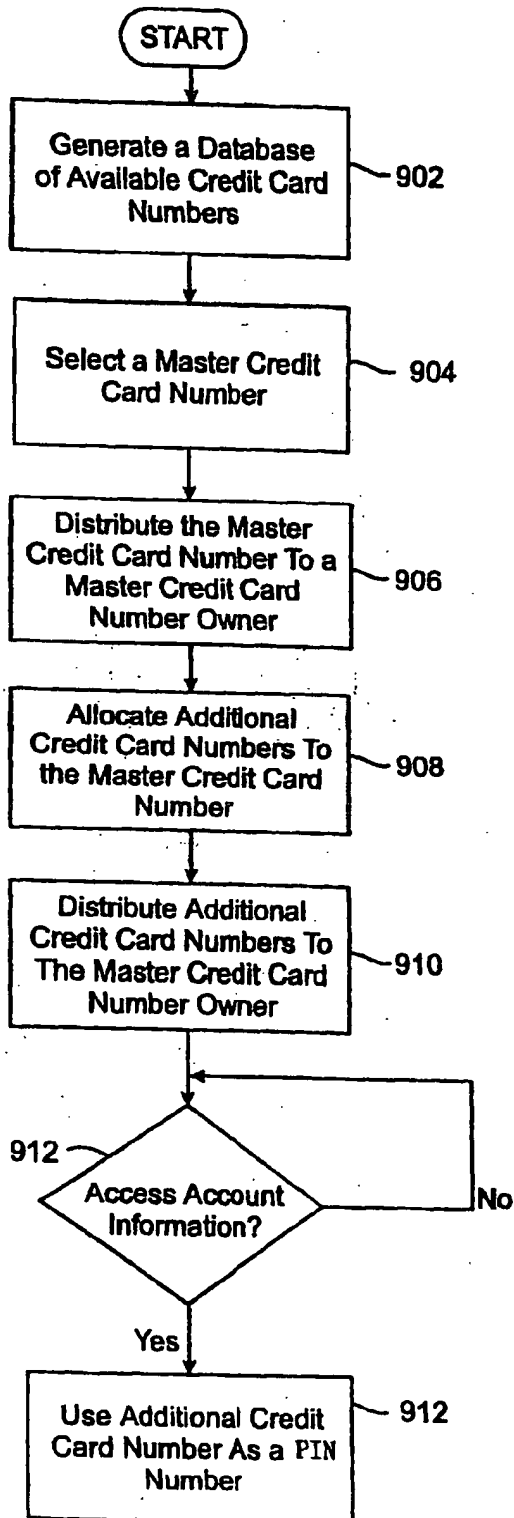 START
Generate a Database
of Available Credit Card
Numbers
902
Select a Master Credit
Card Number
904
Distribute the Master
Credit Card Number To a
Master Credit Card
Number Owner
906
Allocate Additional
Credit Card Numbers To
the Master Credit Card
Number
908
Distribute Additional
Credit Card Numbers To
The Master Credit Card
Number Owner
910
912
Access Account
Information?
No
Yes
Use Additional Credit
Card Number As a PIN
Number
912